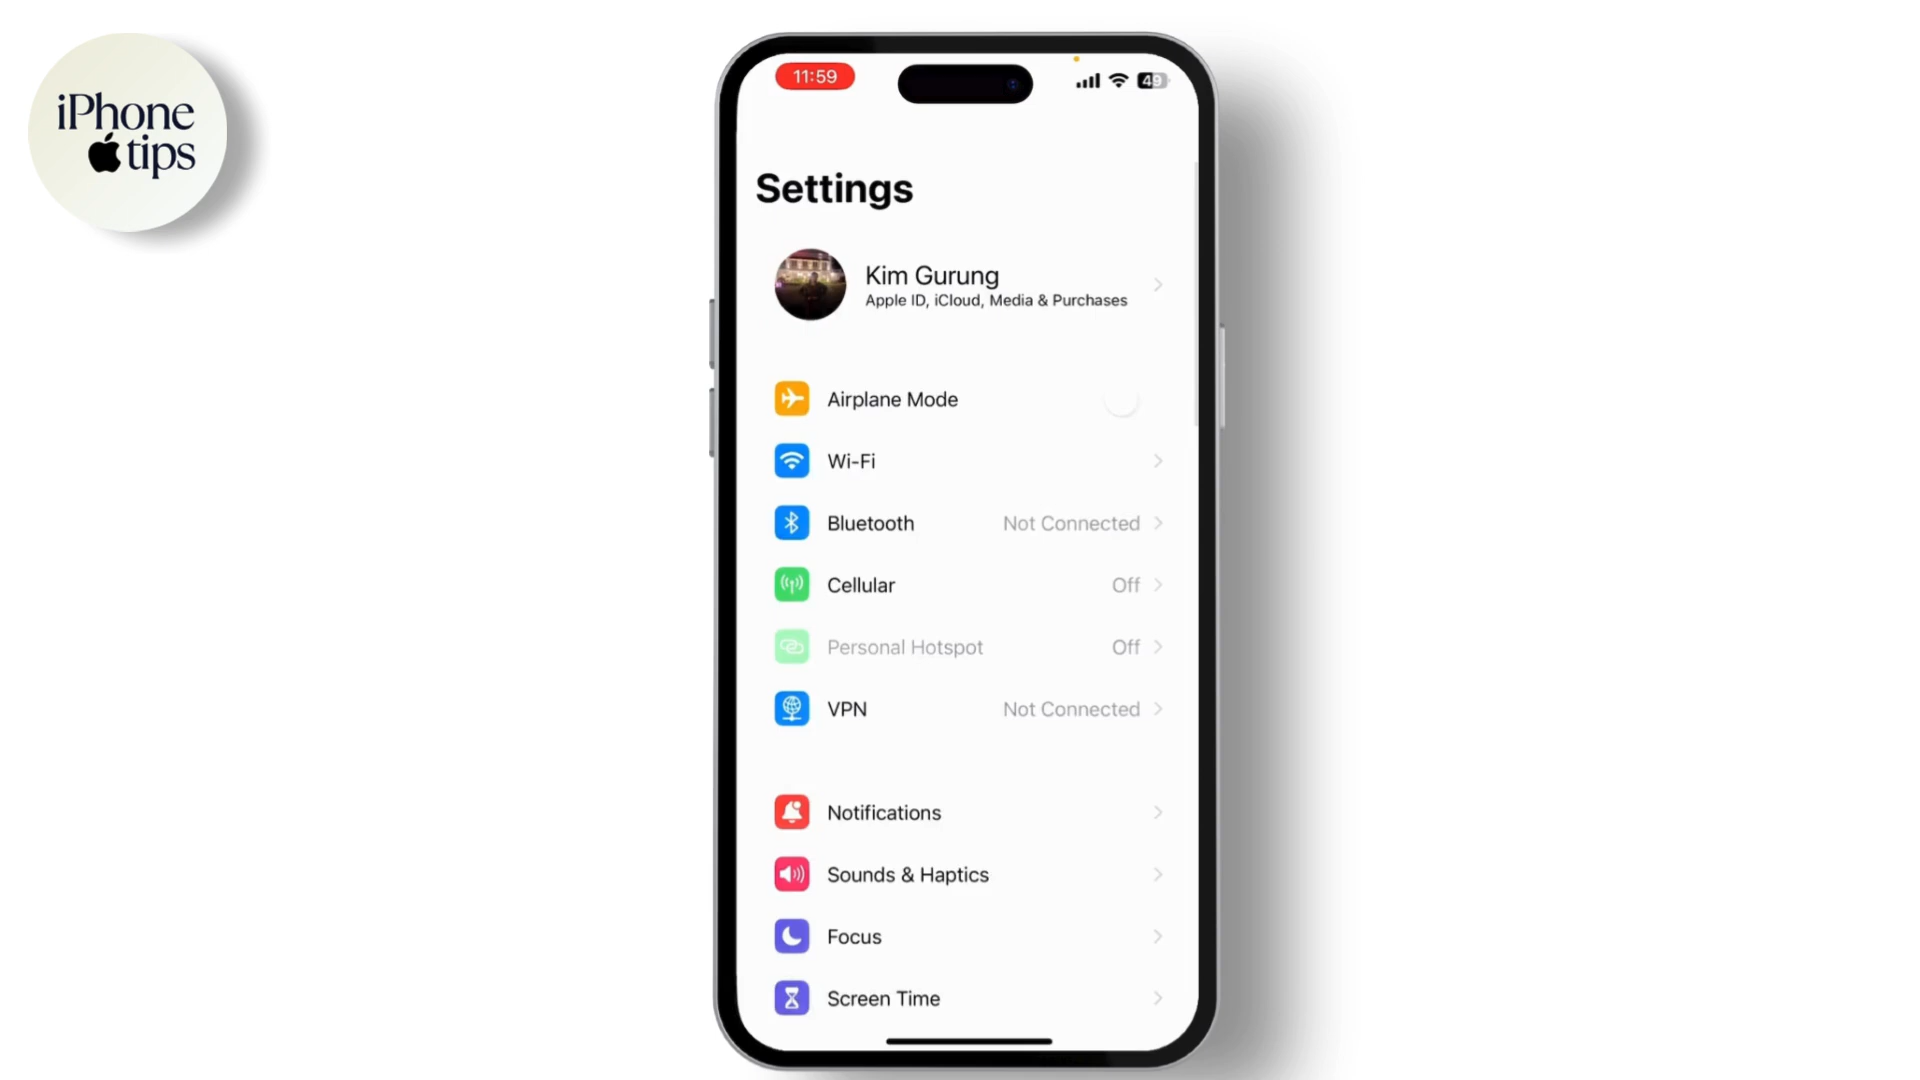 iPhone
tips
11:59
49
Settings
Kim Gurung
Apple ID, iCloud, Media & Purchases
Airplane Mode
Wi-Fi
Bluetooth Not Connected
Cellular Off
Personal Hotspot Off
VPN Not Connected
Notifications
Sounds & Haptics
Focus
Screen Time